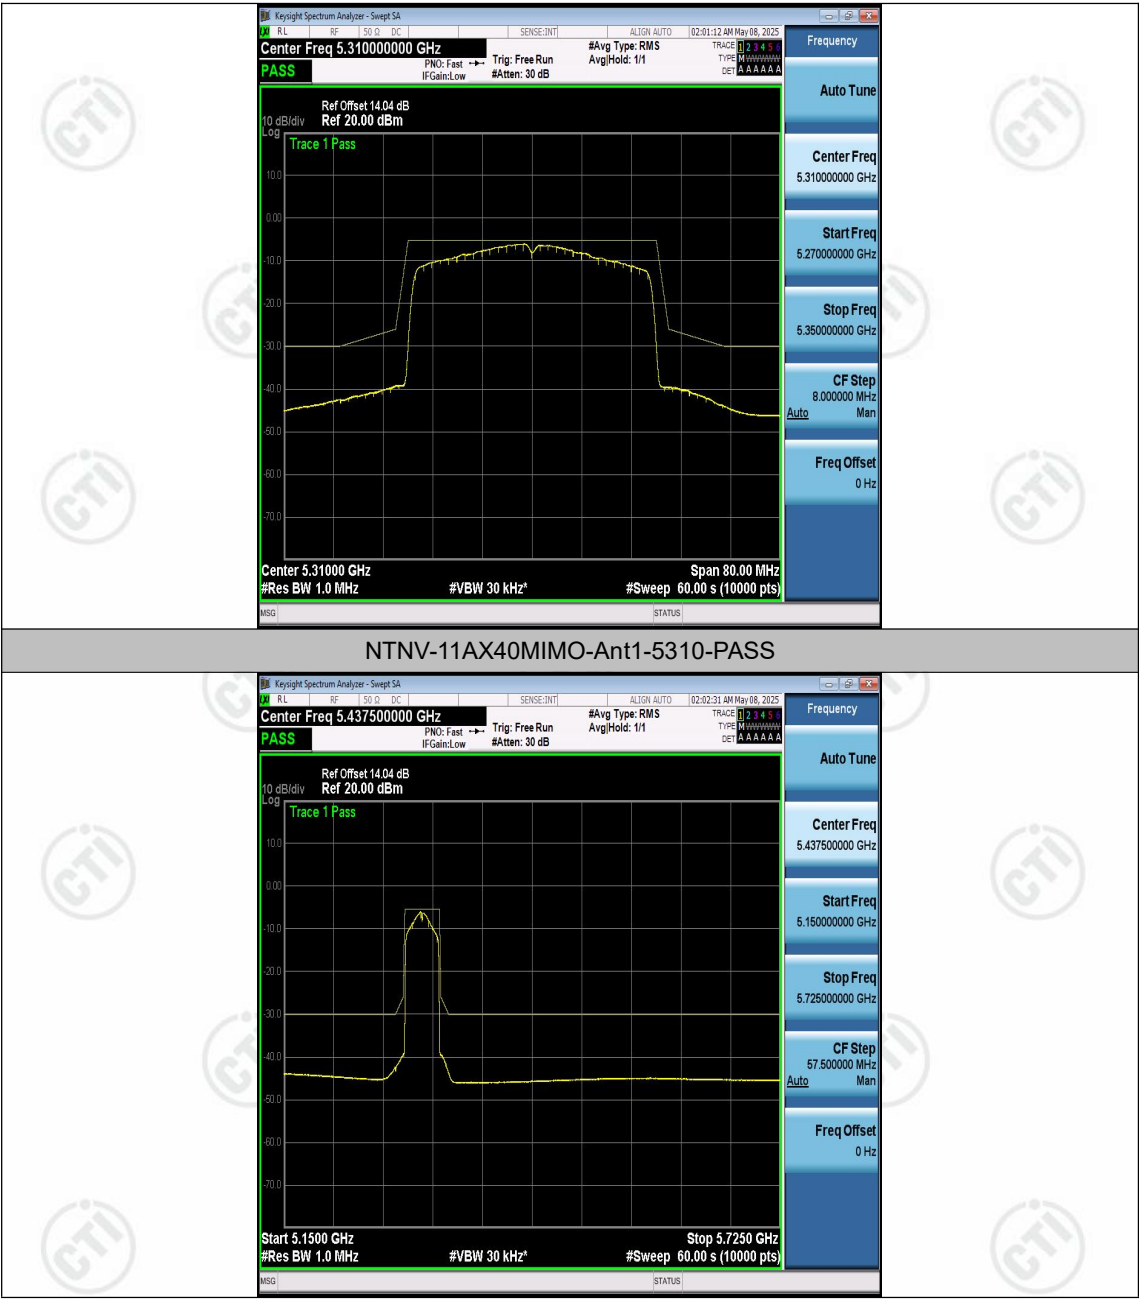 Keysight Spectrum Analyzer - Swept SA
RL RF 50 Ω DC SENSE:INT ALIGN AUTO 02:01:12 AM May 08, 2025
Center Freq 5.310000000 GHz
PASS
PNO: Fast
IFGain:Low
Trig: Free Run
#Atten: 30 dB
#Avg Type: RMS
Avg|Hold: 1/1
TRACE 1 2 3 4 5 6
TYPE M WWWWW
DET A A A A A A
Ref Offset 14.04 dB
10 dB/div Ref 20.00 dBm
Log
Trace 1 Pass
10.0
0.00
-10.0
-20.0
-30.0
-40.0
-50.0
-60.0
-70.0
Center 5.31000 GHz Span 80.00 MHz
#Res BW 1.0 MHz #VBW 30 kHz* #Sweep 60.00 s (10000 pts)
MSG STATUS
Frequency
Auto Tune
Center Freq
5.310000000 GHz
Start Freq
5.270000000 GHz
Stop Freq
5.350000000 GHz
CF Step
8.000000 MHz
Auto Man
Freq Offset
0 Hz
NTNV-11AX40MIMO-Ant1-5310-PASS
Keysight Spectrum Analyzer - Swept SA
RL RF 50 Ω DC SENSE:INT ALIGN AUTO 02:02:31 AM May 08, 2025
Center Freq 5.437500000 GHz
PASS
PNO: Fast
IFGain:Low
Trig: Free Run
#Atten: 30 dB
#Avg Type: RMS
Avg|Hold: 1/1
TRACE 1 2 3 4 5 6
TYPE M WWWWW
DET A A A A A A
Ref Offset 14.04 dB
10 dB/div Ref 20.00 dBm
Log
Trace 1 Pass
10.0
0.00
-10.0
-20.0
-30.0
-40.0
-50.0
-60.0
-70.0
Start 5.1500 GHz Stop 5.7250 GHz
#Res BW 1.0 MHz #VBW 30 kHz* #Sweep 60.00 s (10000 pts)
MSG STATUS
Frequency
Auto Tune
Center Freq
5.437500000 GHz
Start Freq
5.150000000 GHz
Stop Freq
5.725000000 GHz
CF Step
57.500000 MHz
Auto Man
Freq Offset
0 Hz
CTI
CTI
CTI
CTI
CTI
CTI
CTI
CTI